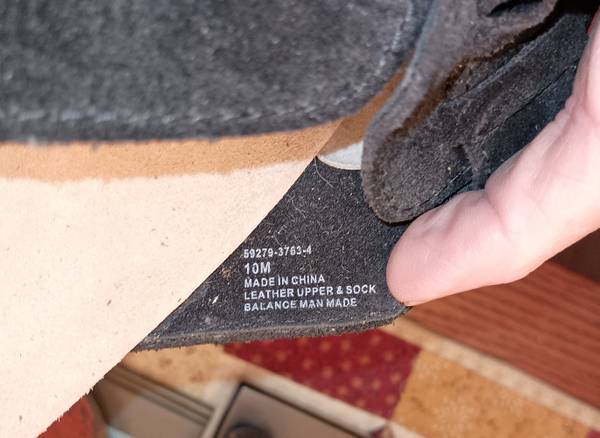 59279-3763-4
10M
MADE IN CHINA
LEATHER UPPER & SOCK
BALANCE MAN MADE